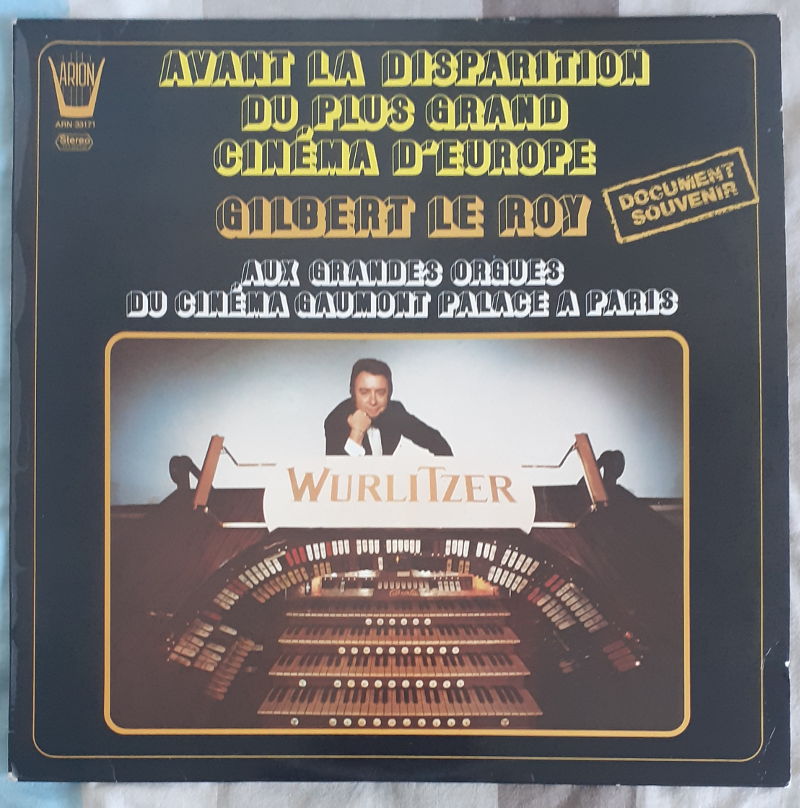 ARION
ARN 33171
Stereo
AVANT LA DISPARITION
DU PLUS GRAND
CINÉMA D'EUROPE
GILBERT LE ROY
DOCUMENT
SOUVENIR
AUX GRANDES ORGUES
DU CINÉMA GAUMONT PALACE A PARIS
WURLITZER